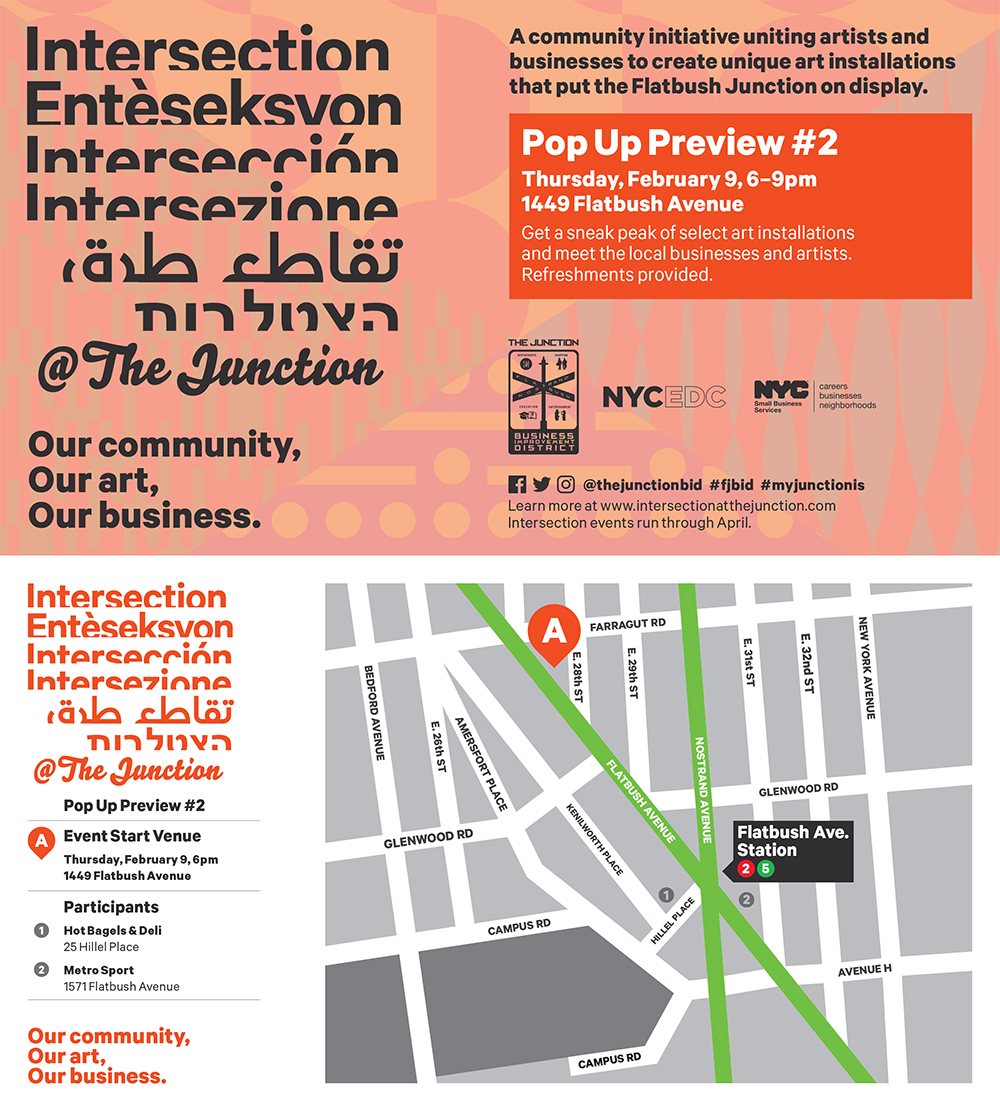 Intersection
Entèseksyon
Intersección
Intersezione
تقاطع طرق
הצטלבות
@ The Junction
Our community,
Our art,
Our business.
A community initiative uniting artists and
businesses to create unique art installations
that put the Flatbush Junction on display.
Pop Up Preview #2
Thursday, February 9, 6–9pm
1449 Flatbush Avenue
Get a sneak peak of select art installations
and meet the local businesses and artists.
Refreshments provided.
THE JUNCTION
RESTAURANTS SHOPPING
EDUCATION ENTERTAINMENT
BUSINESS
IMPROVEMENT
DISTRICT
NYCEDC
NYC
Small Business
Services
careers
businesses
neighborhoods
@thejunctionbid #fjbid #myjunctionis
Learn more at www.intersectionatthejunction.com
Intersection events run through April.
Intersection
Entèseksyon
Intersección
Intersezione
تقاطع طرق
הצטלבות
@ The Junction
Pop Up Preview #2
A Event Start Venue
Thursday, February 9, 6pm
1449 Flatbush Avenue
Participants
1 Hot Bagels & Deli
25 Hillel Place
2 Metro Sport
1571 Flatbush Avenue
Our community,
Our art,
Our business.
A
FARRAGUT RD
BEDFORD AVENUE
E. 26th ST
AMERSFORT PLACE
E. 28th ST
E. 29th ST
E. 31st ST
E. 32nd ST
NEW YORK AVENUE
FLATBUSH AVENUE
NOSTRAND AVENUE
GLENWOOD RD
GLENWOOD RD
KENILWORTH PLACE
Flatbush Ave.
Station
2 5
1
2
HILLEL PLACE
CAMPUS RD
AVENUE H
CAMPUS RD